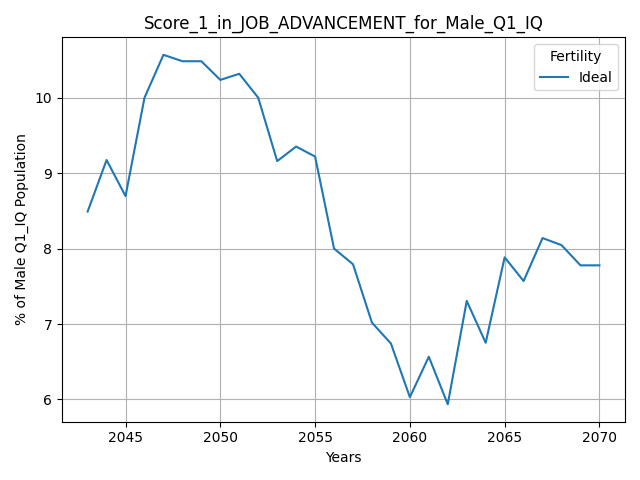 Score_1_in_JOB_ADVANCEMENT_for_Male_Q1_IQ
Fertility
Ideal
% of Male Q1_IQ Population
10
9
8
7
6
2045 2050 2055 2060 2065 2070
Years